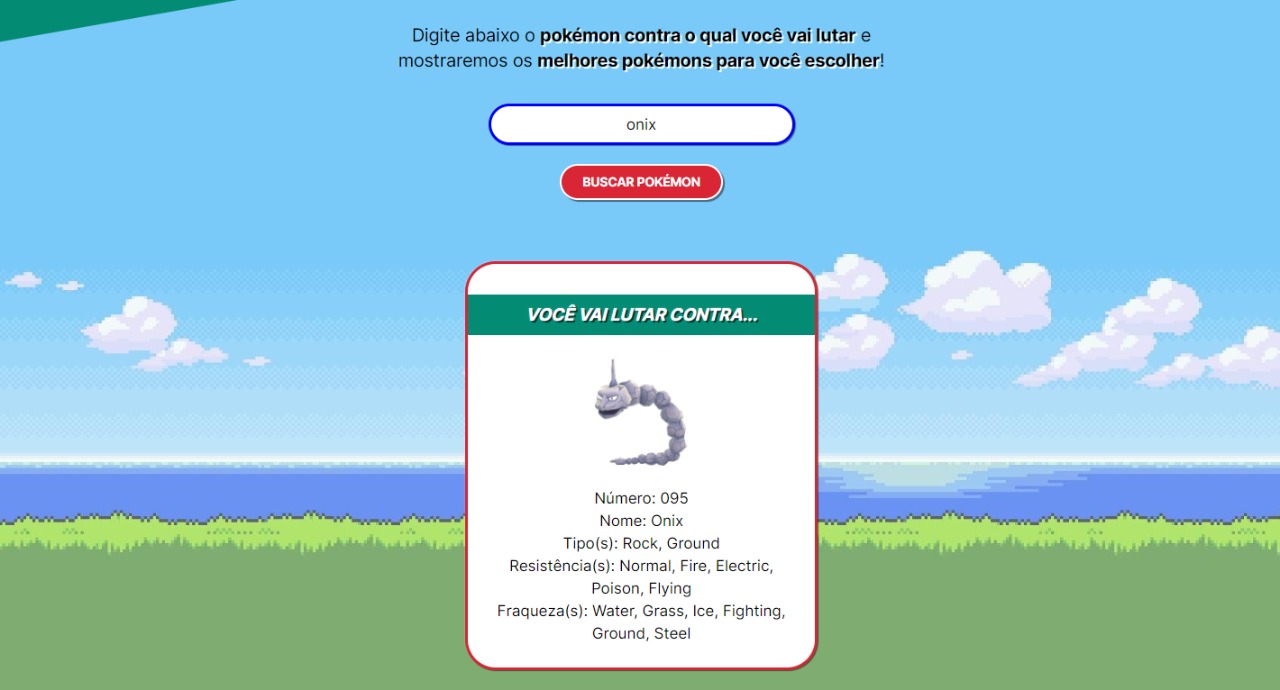 Digite abaixo o pokémon contra o qual você vai lutar e
mostraremos os melhores pokémons para você escolher!
onix
BUSCAR POKÉMON
VOCÊ VAI LUTAR CONTRA...
Número: 095
Nome: Onix
Tipo(s): Rock, Ground
Resistência(s): Normal, Fire, Electric,
Poison, Flying
Fraqueza(s): Water, Grass, Ice, Fighting,
Ground, Steel